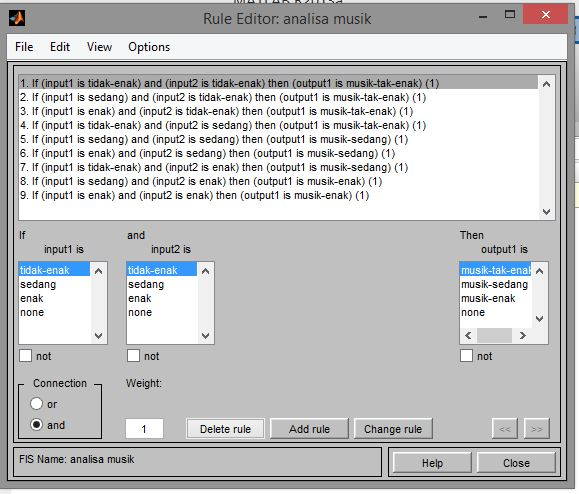 Rule Editor: analisa musik
File Edit View Options
1. If (input1 is tidak-enak) and (input2 is tidak-enak) then (output1 is musik-tak-enak) (1)
2. If (input1 is sedang) and (input2 is tidak-enak) then (output1 is musik-tak-enak) (1)
3. If (input1 is enak) and (input2 is tidak-enak) then (output1 is musik-tak-enak) (1)
4. If (input1 is tidak-enak) and (input2 is sedang) then (output1 is musik-tak-enak) (1)
5. If (input1 is sedang) and (input2 is sedang) then (output1 is musik-sedang) (1)
6. If (input1 is enak) and (input2 is sedang) then (output1 is musik-sedang) (1)
7. If (input1 is tidak-enak) and (input2 is enak) then (output1 is musik-sedang) (1)
8. If (input1 is sedang) and (input2 is enak) then (output1 is musik-enak) (1)
9. If (input1 is enak) and (input2 is enak) then (output1 is musik-enak) (1)
If and Then
input1 is input2 is output1 is
tidak-enak tidak-enak musik-tak-enak
sedang sedang musik-sedang
enak enak musik-enak
none none none
not not not
Connection Weight:
or
and 1 Delete rule Add rule Change rule << >>
FIS Name: analisa musik Help Close